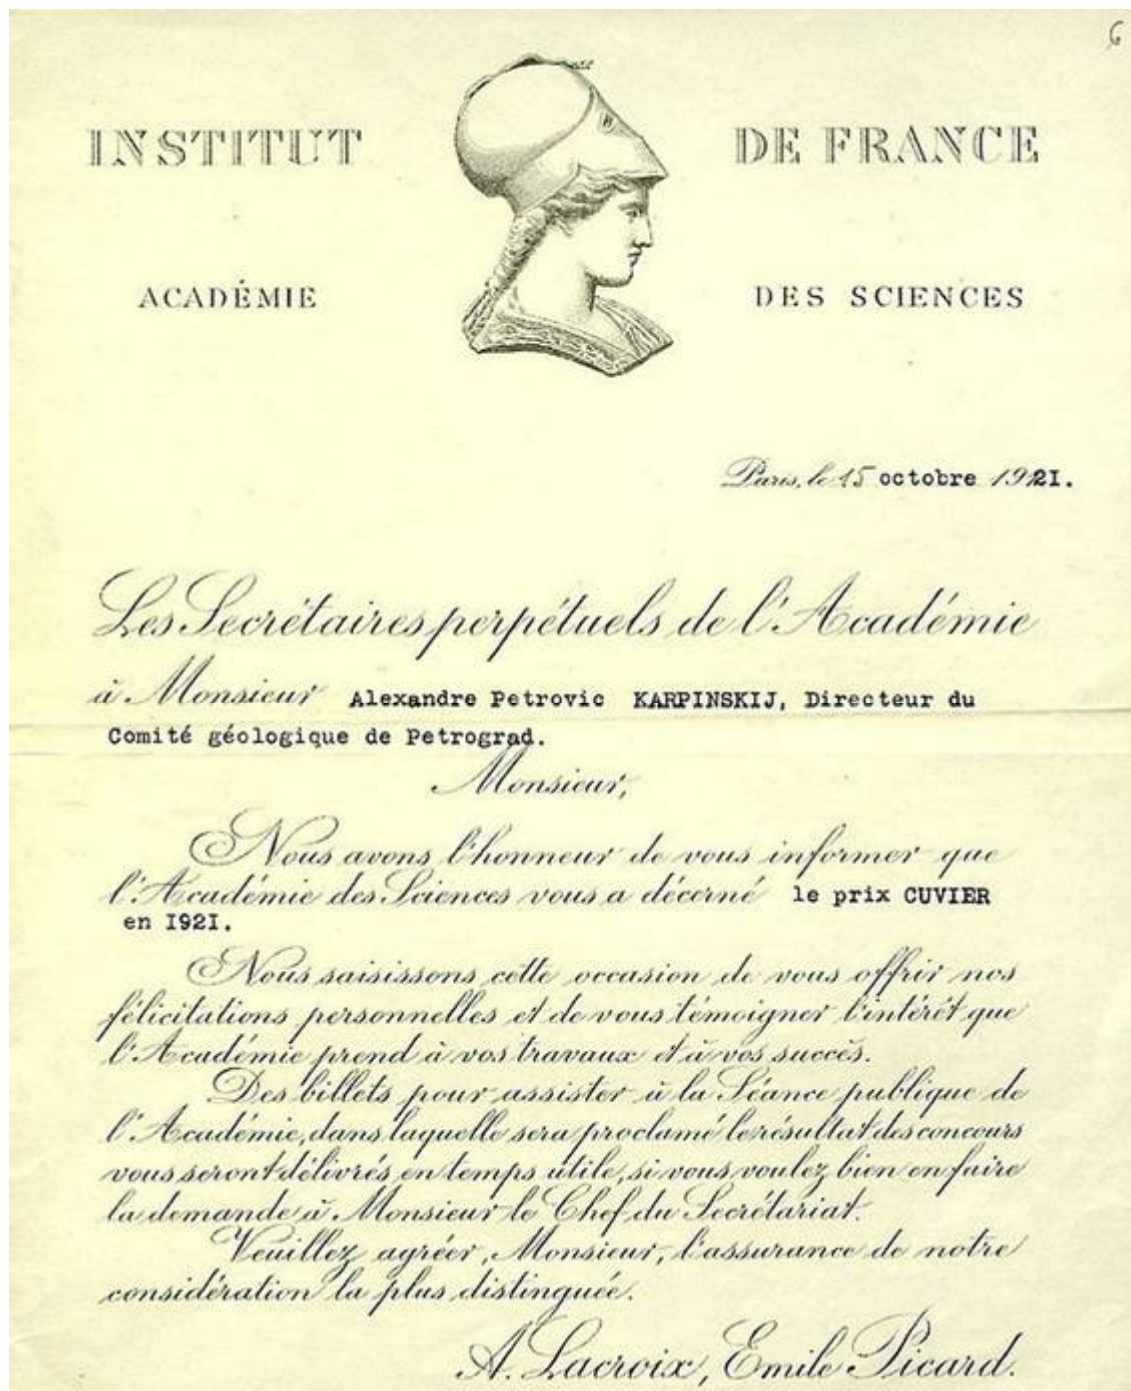 6
INSTITUT DE FRANCE
ACADÉMIE DES SCIENCES
Paris, le 15 octobre 1921.
Les Secrétaires perpétuels de l'Académie
à Monsieur Alexandre Petrovic KARPINSKIJ, Directeur du
Comité géologique de Petrograd.
Monsieur,
Nous avons l'honneur de vous informer que
l'Académie des Sciences vous a décerné le prix CUVIER
en I92I.
Nous saisissons cette occasion de vous offrir nos
félicitations personnelles et de vous témoigner l'intérêt que
l'Académie prend à vos travaux et à vos succès.
Des billets pour assister à la Séance publique de
l'Académie, dans laquelle sera proclamé le résultat des concours
vous seront délivrés en temps utile, si vous voulez bien en faire
la demande à Monsieur le Chef du Secrétariat.
Veuillez agréer, Monsieur, l'assurance de notre
considération la plus distinguée.
A. Lacroix, Emile Picard.